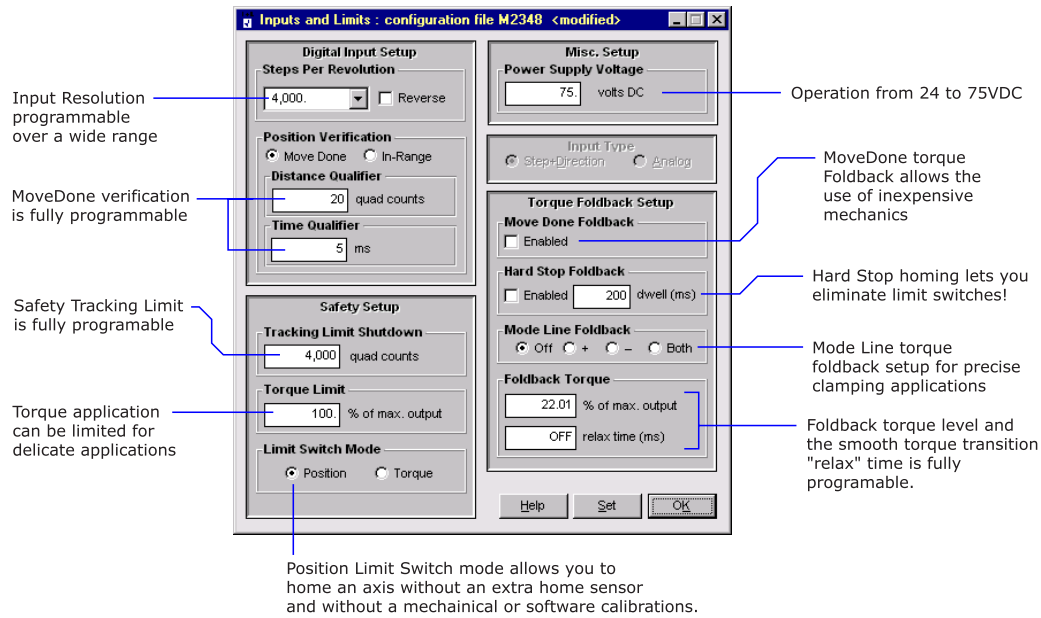 Inputs and Limits : configuration file M2348 <modified>
Digital Input Setup
Steps Per Revolution
4,000.
Reverse
Position Verification
Move Done
In-Range
Distance Qualifier
20 quad counts
Time Qualifier
5 ms
Safety Setup
Tracking Limit Shutdown
4,000 quad counts
Torque Limit
100. % of max. output
Limit Switch Mode
Position
Torque
Misc. Setup
Power Supply Voltage
75. volts DC
Input Type
Step+Direction
Analog
Torque Foldback Setup
Move Done Foldback
Enabled
Hard Stop Foldback
Enabled 200 dwell (ms)
Mode Line Foldback
Off + – Both
Foldback Torque
22.01 % of max. output
OFF relax time (ms)
Help Set OK
Input Resolution
programmable
over a wide range
MoveDone verification
is fully programmable
Safety Tracking Limit
is fully programable
Torque application
can be limited for
delicate applications
Operation from 24 to 75VDC
MoveDone torque
Foldback allows the
use of inexpensive
mechanics
Hard Stop homing lets you
eliminate limit switches!
Mode Line torque
foldback setup for precise
clamping applications
Foldback torque level and
the smooth torque transition
"relax" time is fully
programable.
Position Limit Switch mode allows you to
home an axis without an extra home sensor
and without a mechainical or software calibrations.